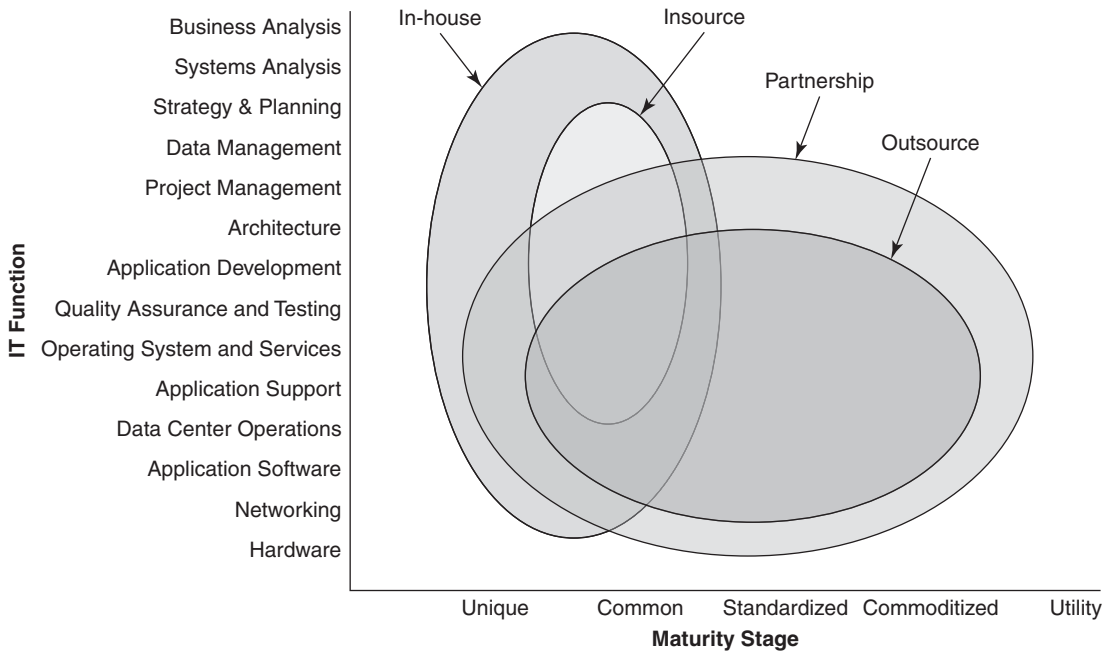 In-house
Insource
Partnership
Outsource
IT Function
Business Analysis
Systems Analysis
Strategy & Planning
Data Management
Project Management
Architecture
Application Development
Quality Assurance and Testing
Operating System and Services
Application Support
Data Center Operations
Application Software
Networking
Hardware
Unique
Common
Standardized
Commoditized
Utility
Maturity Stage